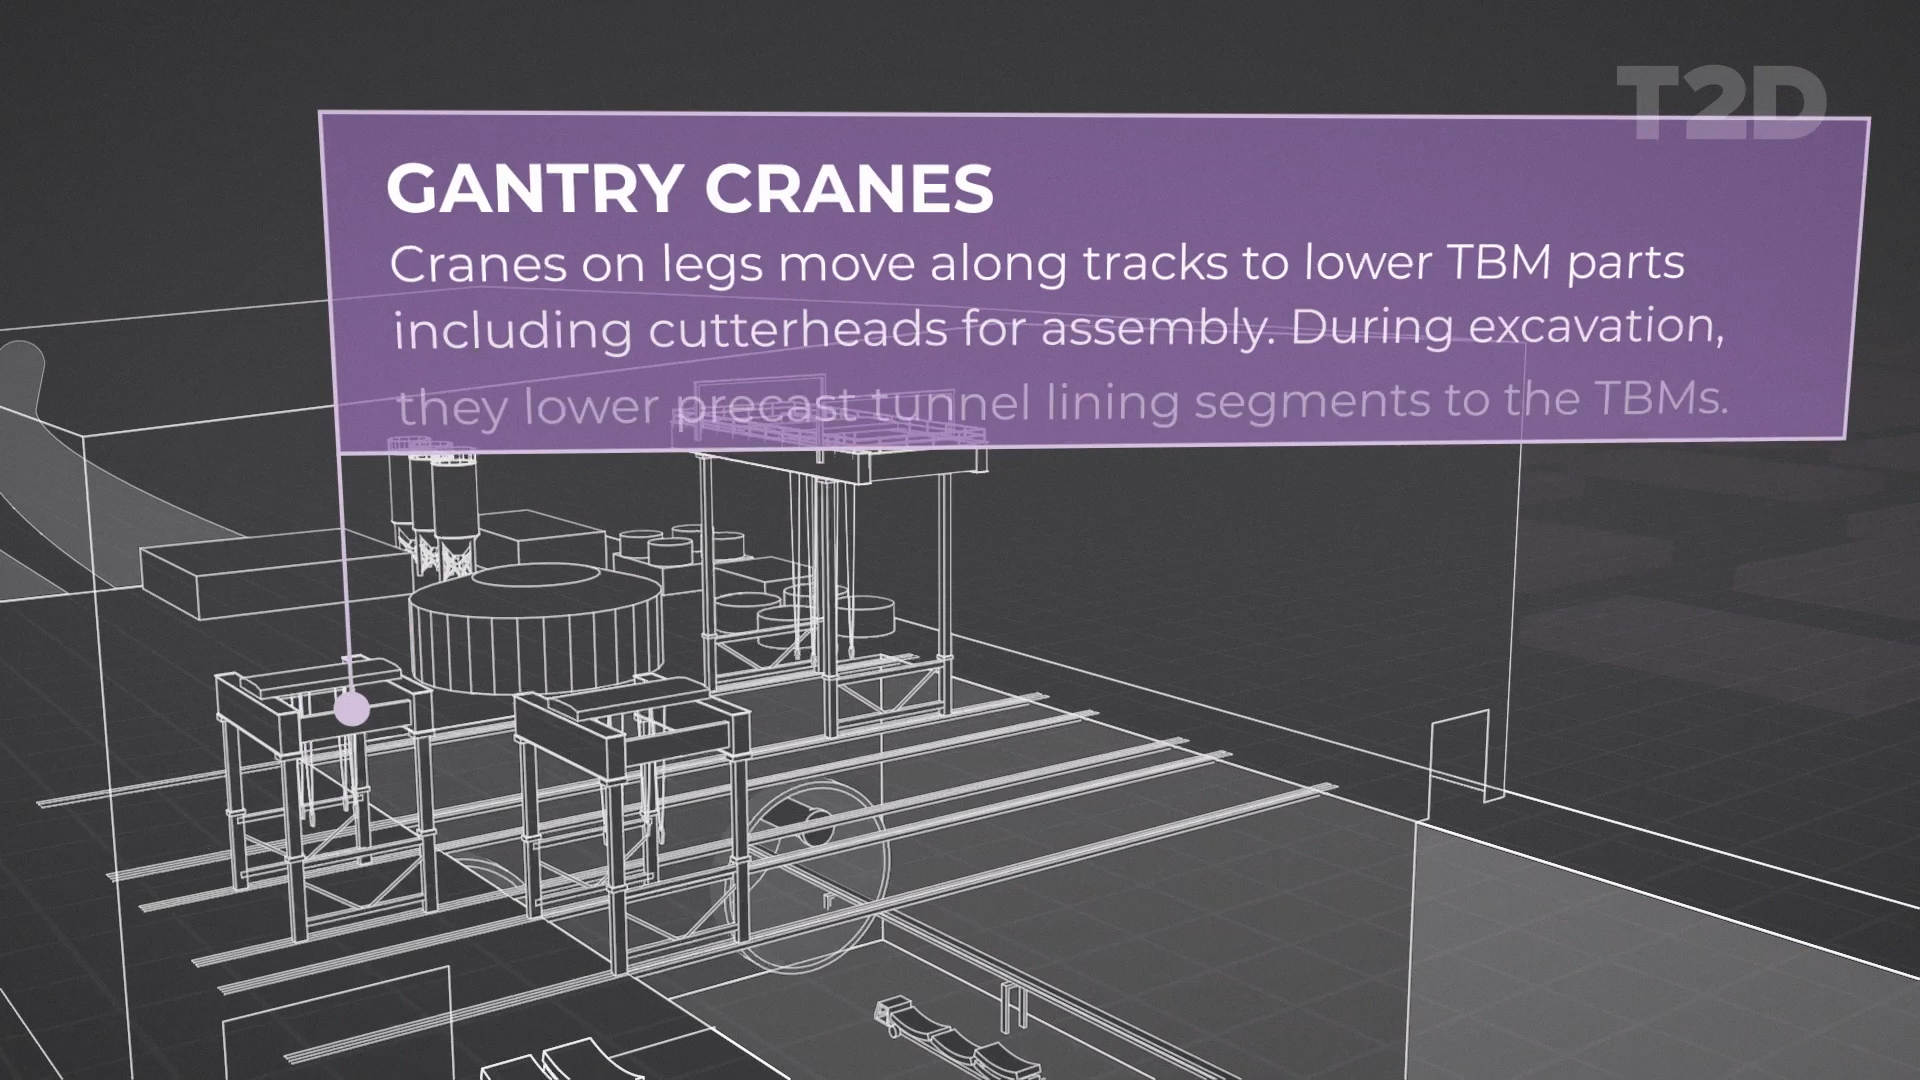 T2D
GANTRY CRANES
Cranes on legs move along tracks to lower TBM parts
including cutterheads for assembly. During excavation,
they lower precast tunnel lining segments to the TBMs.